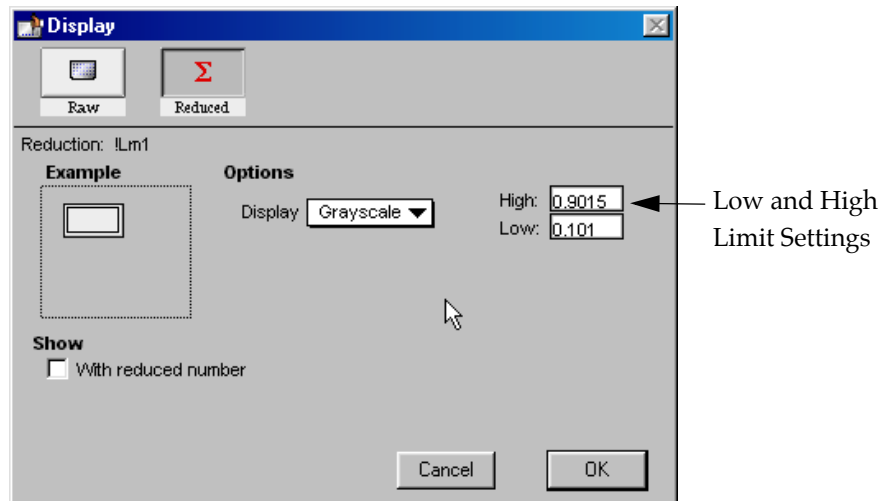 Display
Σ
Raw
Reduced
Reduction: !Lm1
Example
Options
Display Grayscale
High: 0.9015
Low: 0.101
Low and High
Limit Settings
Show
With reduced number
Cancel
OK